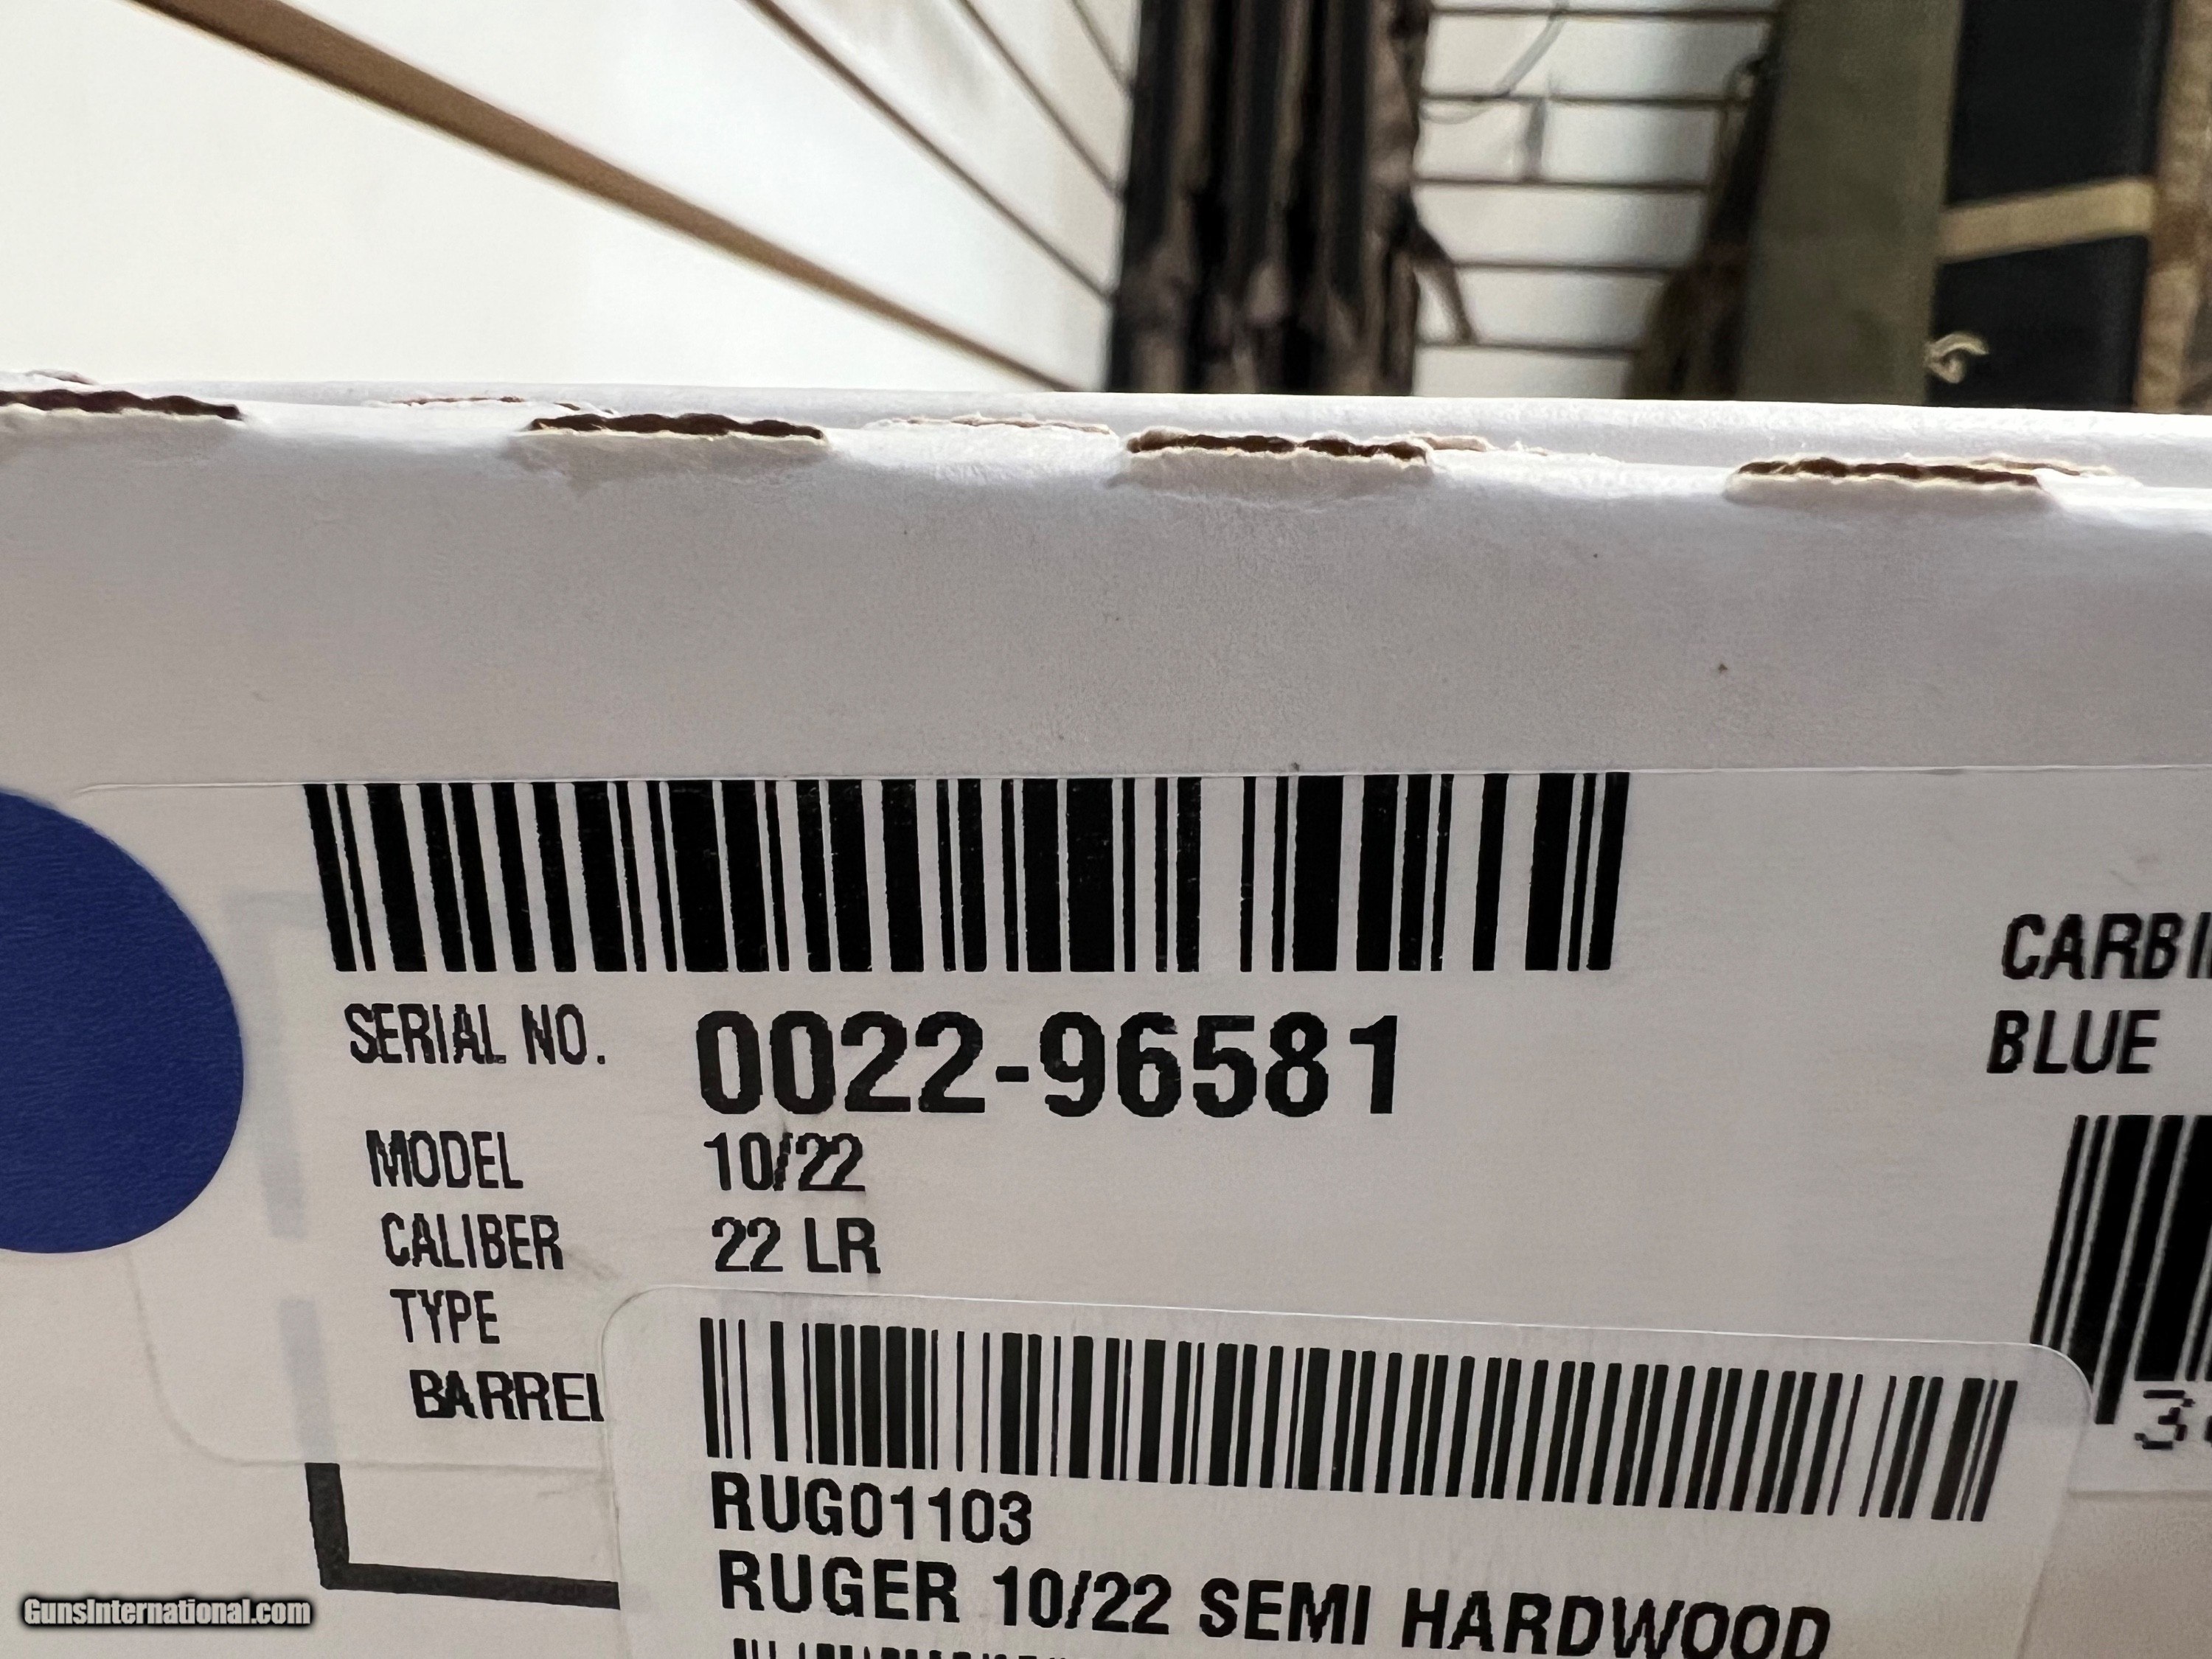 SERIAL NO. 0022-96581
MODEL 10/22
CALIBER 22 LR
TYPE
BARREL
CARBI
BLUE
3
RUG01103
RUGER 10/22 SEMI HARDWOOD
GunsInternational.com